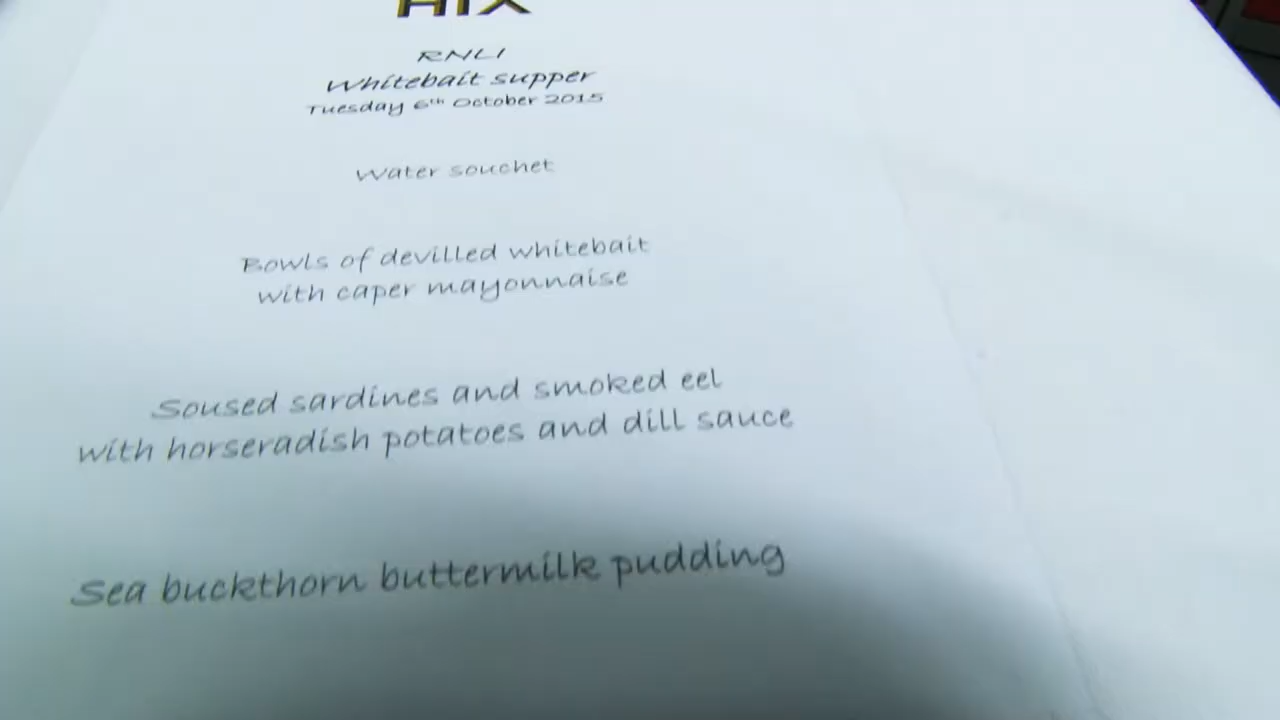 HIX
RNLI
Whitebait supper
Tuesday 6th October 2015
Water souchet
Bowls of devilled whitebait
with caper mayonnaise
Soused sardines and smoked eel
with horseradish potatoes and dill sauce
Sea buckthorn buttermilk pudding